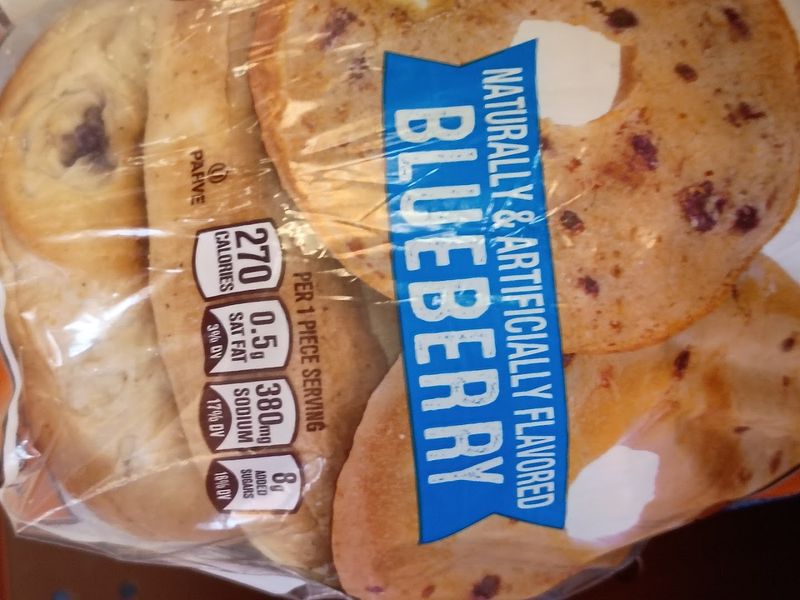 NATURALLY & ARTIFICIALLY FLAVORED
BLUEBERRY
PER 1 PIECE SERVING
270
CALORIES
0.5g
SAT FAT
3% DV
380mg
SODIUM
17% DV
8g
ADDED
SUGARS
16% DV
U
PARVE